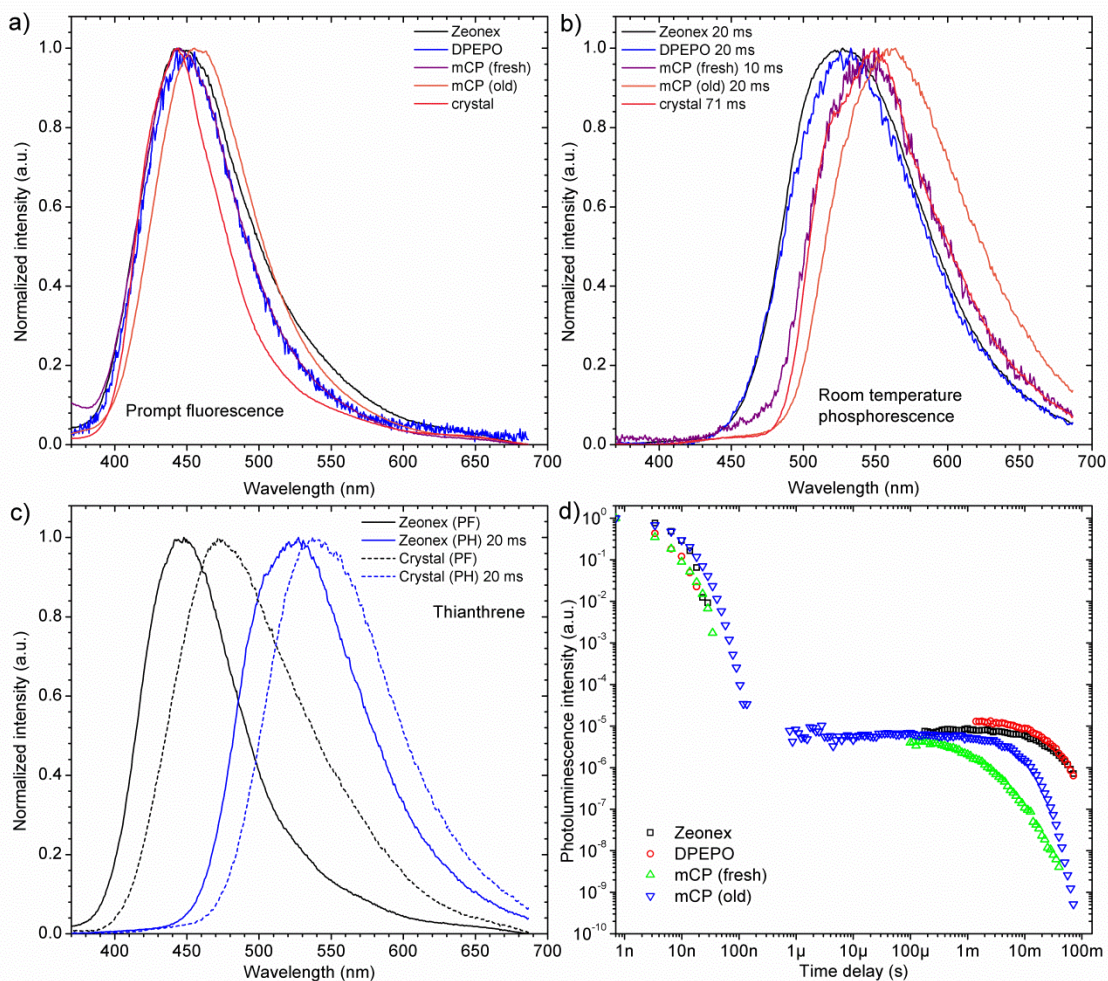 a)
Zeonex
DPEPO
mCP (fresh)
mCP (old)
crystal
Prompt fluorescence
Normalized intensity (a.u.)
1.0
0.8
0.6
0.4
0.2
0.0
400 450 500 550 600 650 700
Wavelength (nm)
b)
Zeonex 20 ms
DPEPO 20 ms
mCP (fresh) 10 ms
mCP (old) 20 ms
crystal 71 ms
Room temperature
phosphorescence
Normalized intensity (a.u.)
1.0
0.8
0.6
0.4
0.2
0.0
400 450 500 550 600 650 700
Wavelength (nm)
c)
Zeonex (PF)
Zeonex (PH) 20 ms
Crystal (PF)
Crystal (PH) 20 ms
Thianthrene
Normalized intensity (a.u.)
1.0
0.8
0.6
0.4
0.2
0.0
400 450 500 550 600 650 700
Wavelength (nm)
d)
Photoluminescence intensity (a.u.)
10^0
10^-1
10^-2
10^-3
10^-4
10^-5
10^-6
10^-7
10^-8
10^-9
10^-10
Zeonex
DPEPO
mCP (fresh)
mCP (old)
1n 10n 100n 1μ 10μ 100μ 1m 10m 100m
Time delay (s)